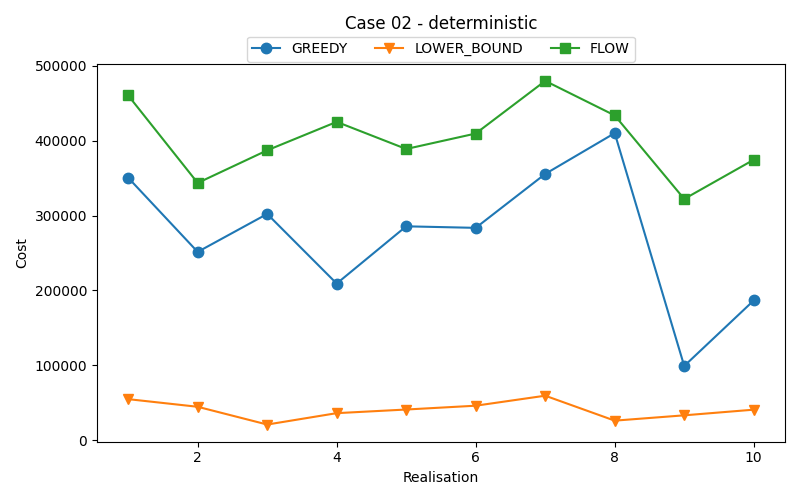 Case 02 - deterministic
GREEDY LOWER_BOUND FLOW
500000
400000
300000
200000
100000
0
Cost
2 4 6 8 10
Realisation